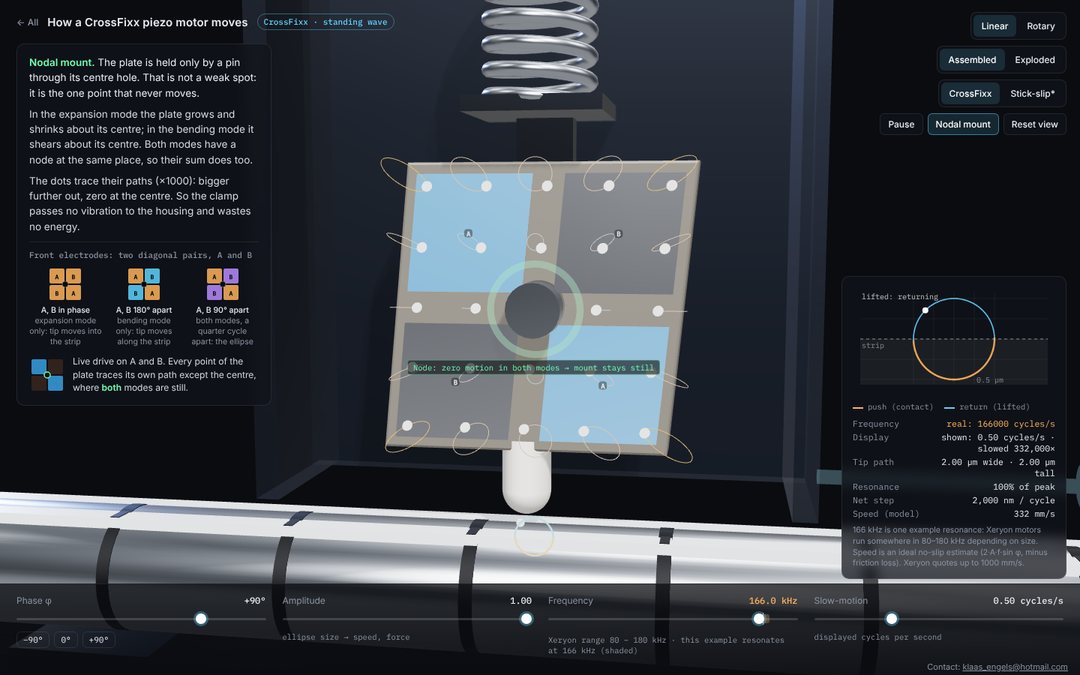 ← All
How a CrossFixx piezo motor moves
CrossFixx · standing wave
Linear Rotary
Assembled Exploded
CrossFixx Stick-slip*
Pause Nodal mount Reset view
Nodal mount. The plate is held only by a pin
through its centre hole. That is not a weak spot:
it is the one point that never moves.
In the expansion mode the plate grows and
shrinks about its centre; in the bending mode it
shears about its centre. Both modes have a
node at the same place, so their sum does too.
The dots trace their paths (×1000): bigger
further out, zero at the centre. So the clamp
passes no vibration to the housing and wastes
no energy.
Front electrodes: two diagonal pairs, A and B
A B A B A B
B A B A B A
A, B in phase
expansion mode
only: tip moves into
the strip
A, B 180° apart
bending mode
only: tip moves
along the strip
A, B 90° apart
both modes, a
quarter cycle
apart: the ellipse
Live drive on A and B. Every point of the
plate traces its own path except the centre,
where both modes are still.
A
B
Node: zero motion in both modes → mount stays still
B
A
lifted: returning
strip
0.5 µm
push (contact) return (lifted)
Frequency real: 166000 cycles/s
Display shown: 0.50 cycles/s ·
slowed 332,000×
Tip path 2.00 µm wide · 2.00 µm
tall
Resonance 100% of peak
Net step 2,000 nm / cycle
Speed (model) 332 mm/s
166 kHz is one example resonance: Xeryon motors
run somewhere in 80–180 kHz depending on size.
Speed is an ideal no-slip estimate (2·A·f·sin φ, minus
friction loss). Xeryon quotes up to 1000 mm/s.
Phase φ +90°
−90° 0° +90°
Amplitude 1.00
ellipse size → speed, force
Frequency 166.0 kHz
Xeryon range 80 – 180 kHz · this example resonates
at 166 kHz (shaded)
Slow-motion 0.50 cycles/s
displayed cycles per second
Contact: klaas_engels@hotmail.com